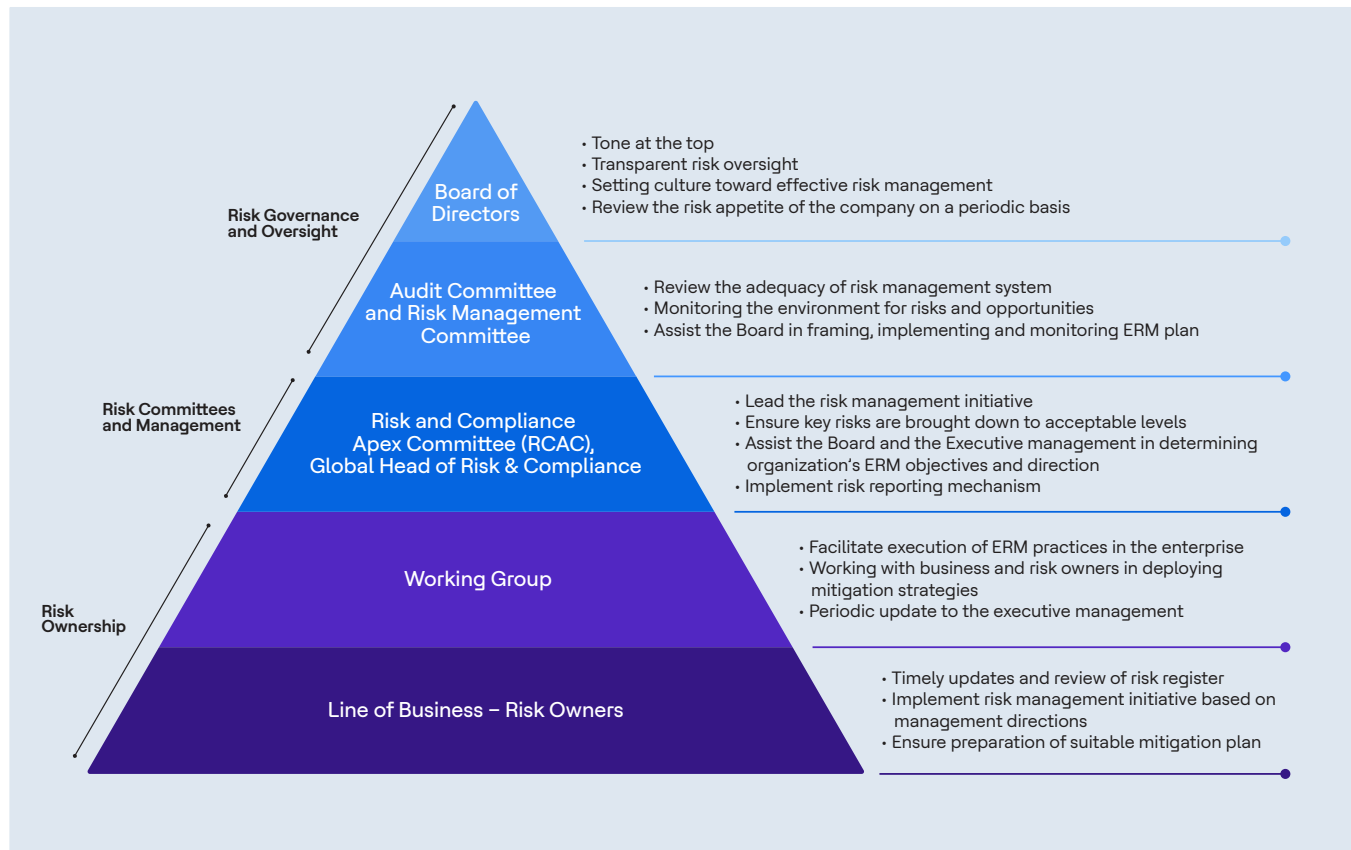 Board of
Directors
• Tone at the top
• Transparent risk oversight
• Setting culture toward effective risk management
• Review the risk appetite of the company on a periodic basis
Risk Governance
and Oversight
Audit Committee
and Risk Management
Committee
• Review the adequacy of risk management system
• Monitoring the environment for risks and opportunities
• Assist the Board in framing, implementing and monitoring ERM plan
Risk Committees
and Management
Risk and Compliance
Apex Committee (RCAC),
Global Head of Risk & Compliance
• Lead the risk management initiative
• Ensure key risks are brought down to acceptable levels
• Assist the Board and the Executive management in determining
organization‘s ERM objectives and direction
• Implement risk reporting mechanism
Working Group
• Facilitate execution of ERM practices in the enterprise
• Working with business and risk owners in deploying
mitigation strategies
• Periodic update to the executive management
Risk
Ownership
Line of Business – Risk Owners
• Timely updates and review of risk register
• Implement risk management initiative based on
management directions
• Ensure preparation of suitable mitigation plan